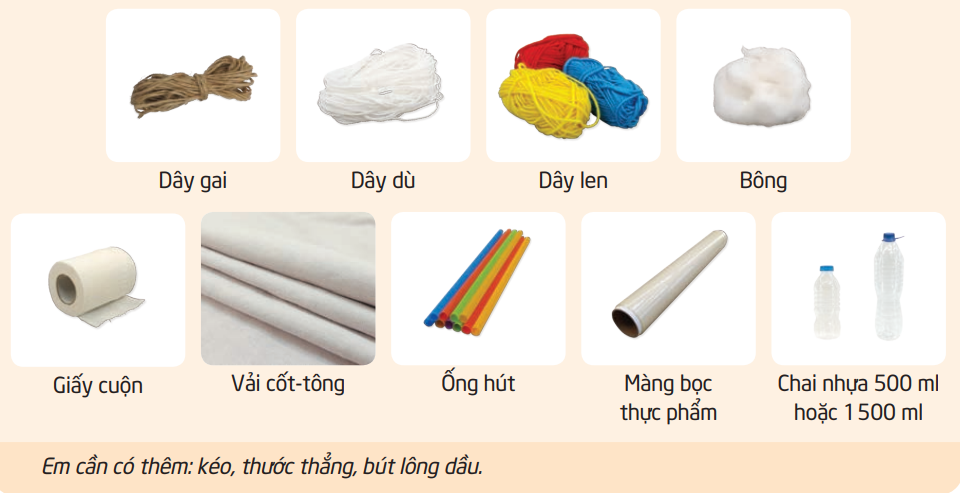 Dây gai
Dây dù
Dây len
Bông
Giấy cuộn
Vải cốt-tông
Ống hút
Màng bọc
thực phẩm
Chai nhựa 500 ml
hoặc 1 500 ml
Em cần có thêm: kéo, thước thẳng, bút lông dầu.